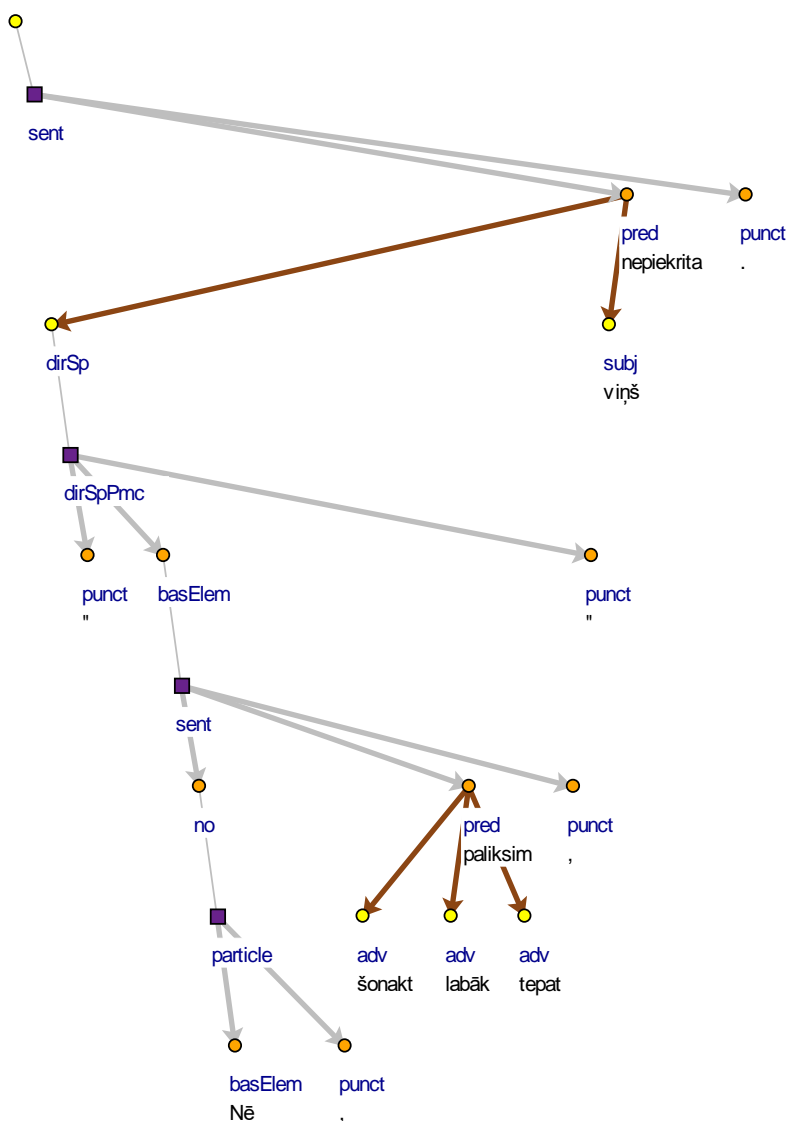 sent
pred punct
nepiekrita .
dirSp subj
viņš
dirSpPmc
punct basElem punct
" "
sent
no pred punct
paliksim ,
particle adv adv adv
šonakt labāk tepat
basElem punct
Nē ,